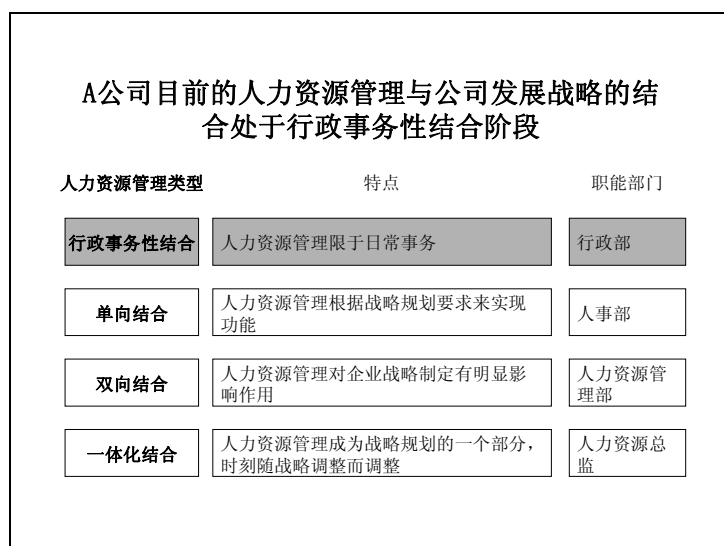 A公司目前的人力资源管理与公司发展战略的结
合处于行政事务性结合阶段
人力资源管理类型 特点 职能部门
行政事务性结合 人力资源管理限于日常事务 行政部
单向结合 人力资源管理根据战略规划要求来实现
功能 人事部
双向结合 人力资源管理对企业战略制定有明显影
响作用 人力资源管
理部
一体化结合 人力资源管理成为战略规划的一个部分，
时刻随战略调整而调整 人力资源总
监